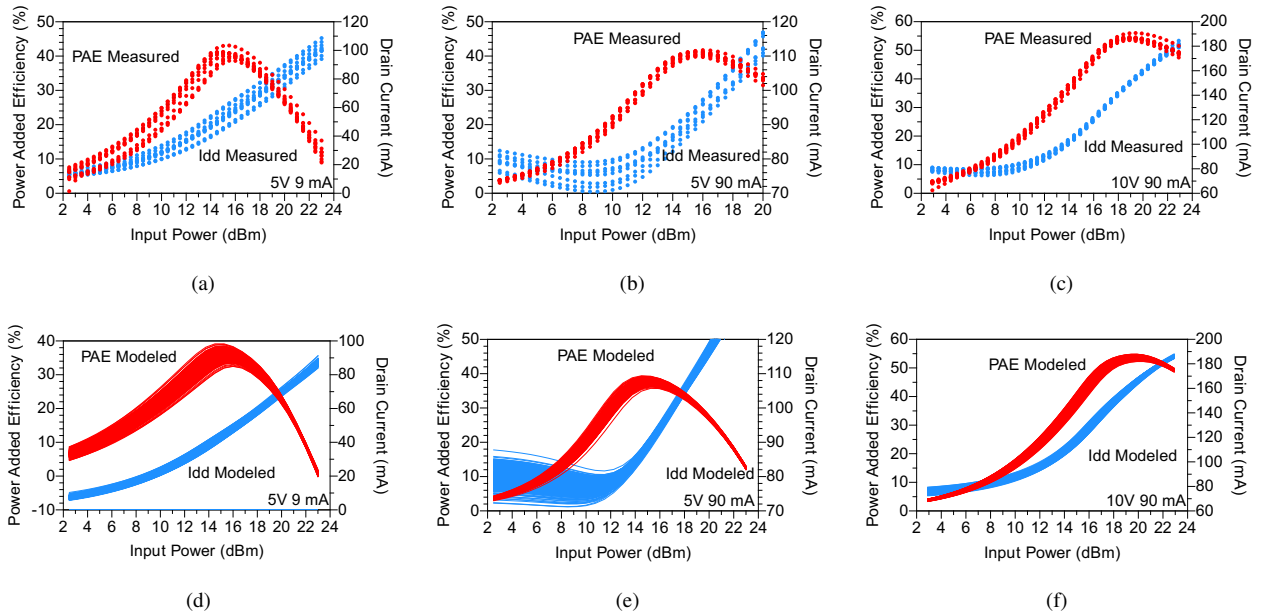 Power Added Efficiency (%)
50
40
30
20
10
0
PAE Measured
Idd Measured
5V 9 mA
120
100
80
60
40
20
0
Drain Current (mA)
2 4 6 8 10 12 14 16 18 20 22 24
Input Power (dBm)
(a)
Power Added Efficiency (%)
50
40
30
20
10
0
PAE Measured
Idd Measured
5V 90 mA
120
110
100
90
80
70
Drain Current (mA)
2 4 6 8 10 12 14 16 18 20
Input Power (dBm)
(b)
Power Added Efficiency (%)
60
50
40
30
20
10
0
PAE Measured
Idd Measured
10V 90 mA
200
180
160
140
120
100
80
60
Drain Current (mA)
2 4 6 8 10 12 14 16 18 20 22 24
Input Power (dBm)
(c)
Power Added Efficiency (%)
40
30
20
10
0
-10
PAE Modeled
Idd Modeled
5V 9 mA
100
80
60
40
20
0
Drain Current (mA)
2 4 6 8 10 12 14 16 18 20 22 24
Input Power (dBm)
(d)
Power Added Efficiency (%)
50
40
30
20
10
0
PAE Modeled
Idd Modeled
5V 90 mA
120
110
100
90
80
70
Drain Current (mA)
2 4 6 8 10 12 14 16 18 20 22 24
Input Power (dBm)
(e)
Power Added Efficiency (%)
60
50
40
30
20
10
0
PAE Modeled
Idd Modeled
10V 90 mA
200
180
160
140
120
100
80
60
Drain Current (mA)
2 4 6 8 10 12 14 16 18 20 22 24
Input Power (dBm)
(f)